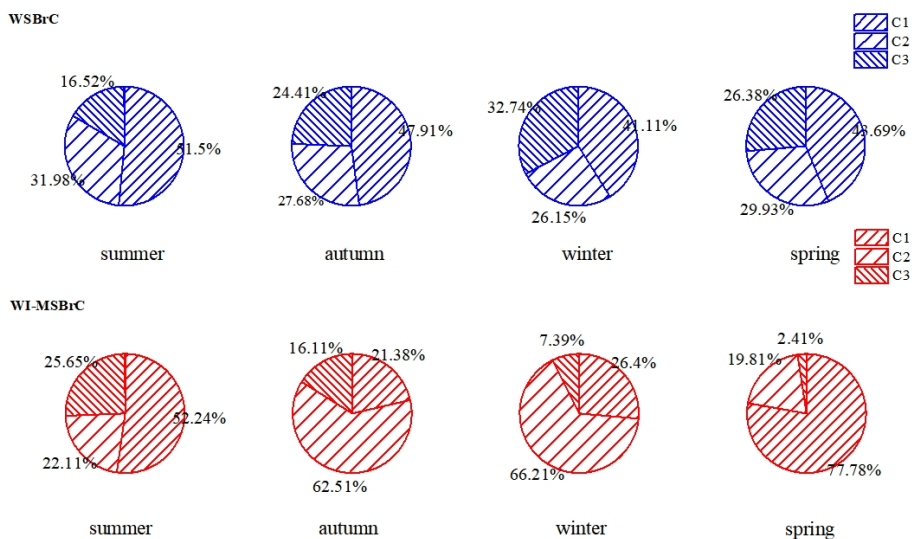 WSBrC
C1
C2
C3
16.52%
51.5%
31.98%
summer
24.41%
47.91%
27.68%
autumn
32.74%
41.11%
26.15%
winter
26.38%
43.69%
29.93%
spring
C1
C2
C3
WI-MSBrC
25.65%
52.24%
22.11%
summer
16.11%
21.38%
62.51%
autumn
7.39%
26.4%
66.21%
winter
2.41%
19.81%
77.78%
spring